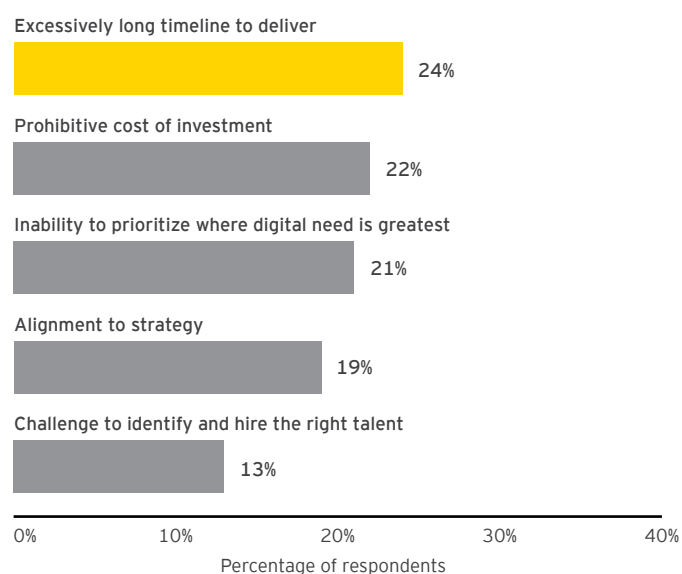 Excessively long timeline to deliver
24%
Prohibitive cost of investment
22%
Inability to prioritize where digital need is greatest
21%
Alignment to strategy
19%
Challenge to identify and hire the right talent
13%
0% 10% 20% 30% 40%
Percentage of respondents